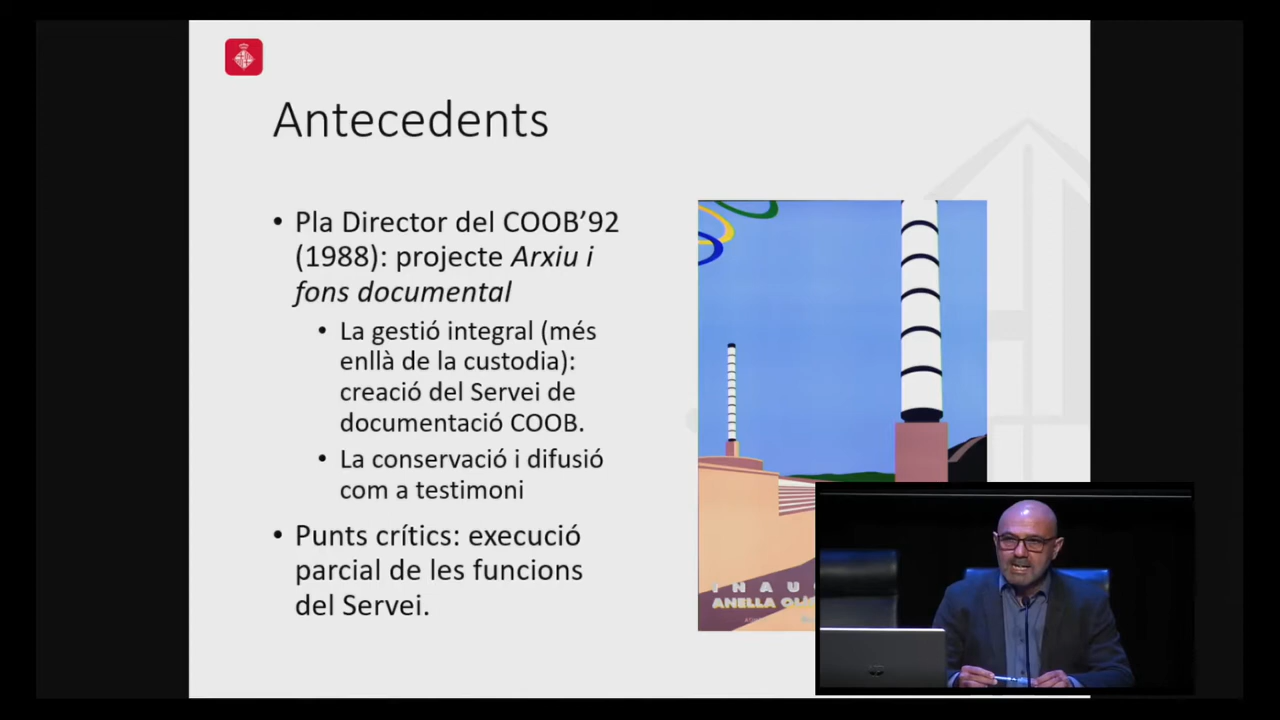 Antecedents
• Pla Director del COOB’92
(1988): projecte Arxiu i
fons documental
• La gestió integral (més
enllà de la custodia):
creació del Servei de
documentació COOB.
• La conservació i difusió
com a testimoni
• Punts crítics: execució
parcial de les funcions
del Servei.
ANELLA